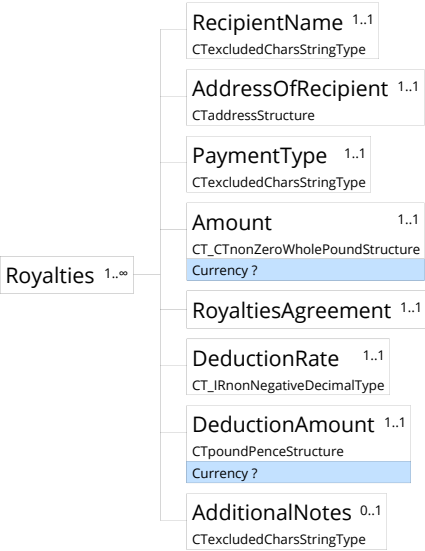 RecipientName 1..1
CTexcludedCharsStringType
AddressOfRecipient 1..1
CTaddressStructure
PaymentType 1..1
CTexcludedCharsStringType
Amount 1..1
CT_CTnonZeroWholePoundStructure
Currency ?
Royalties 1..∞
RoyaltiesAgreement 1..1
DeductionRate 1..1
CT_IRnonNegativeDecimalType
DeductionAmount 1..1
CTpoundPenceStructure
Currency ?
AdditionalNotes 0..1
CTexcludedCharsStringType